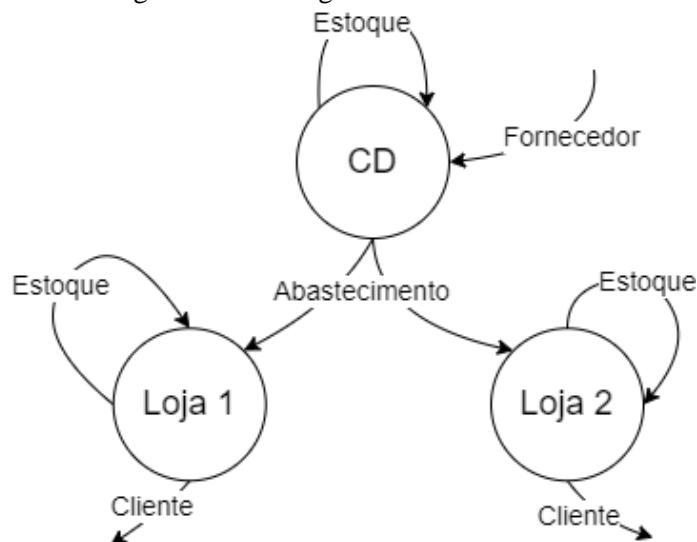 Estoque
CD
Fornecedor
Estoque
Abastecimento
Estoque
Loja 1
Loja 2
Cliente
Cliente